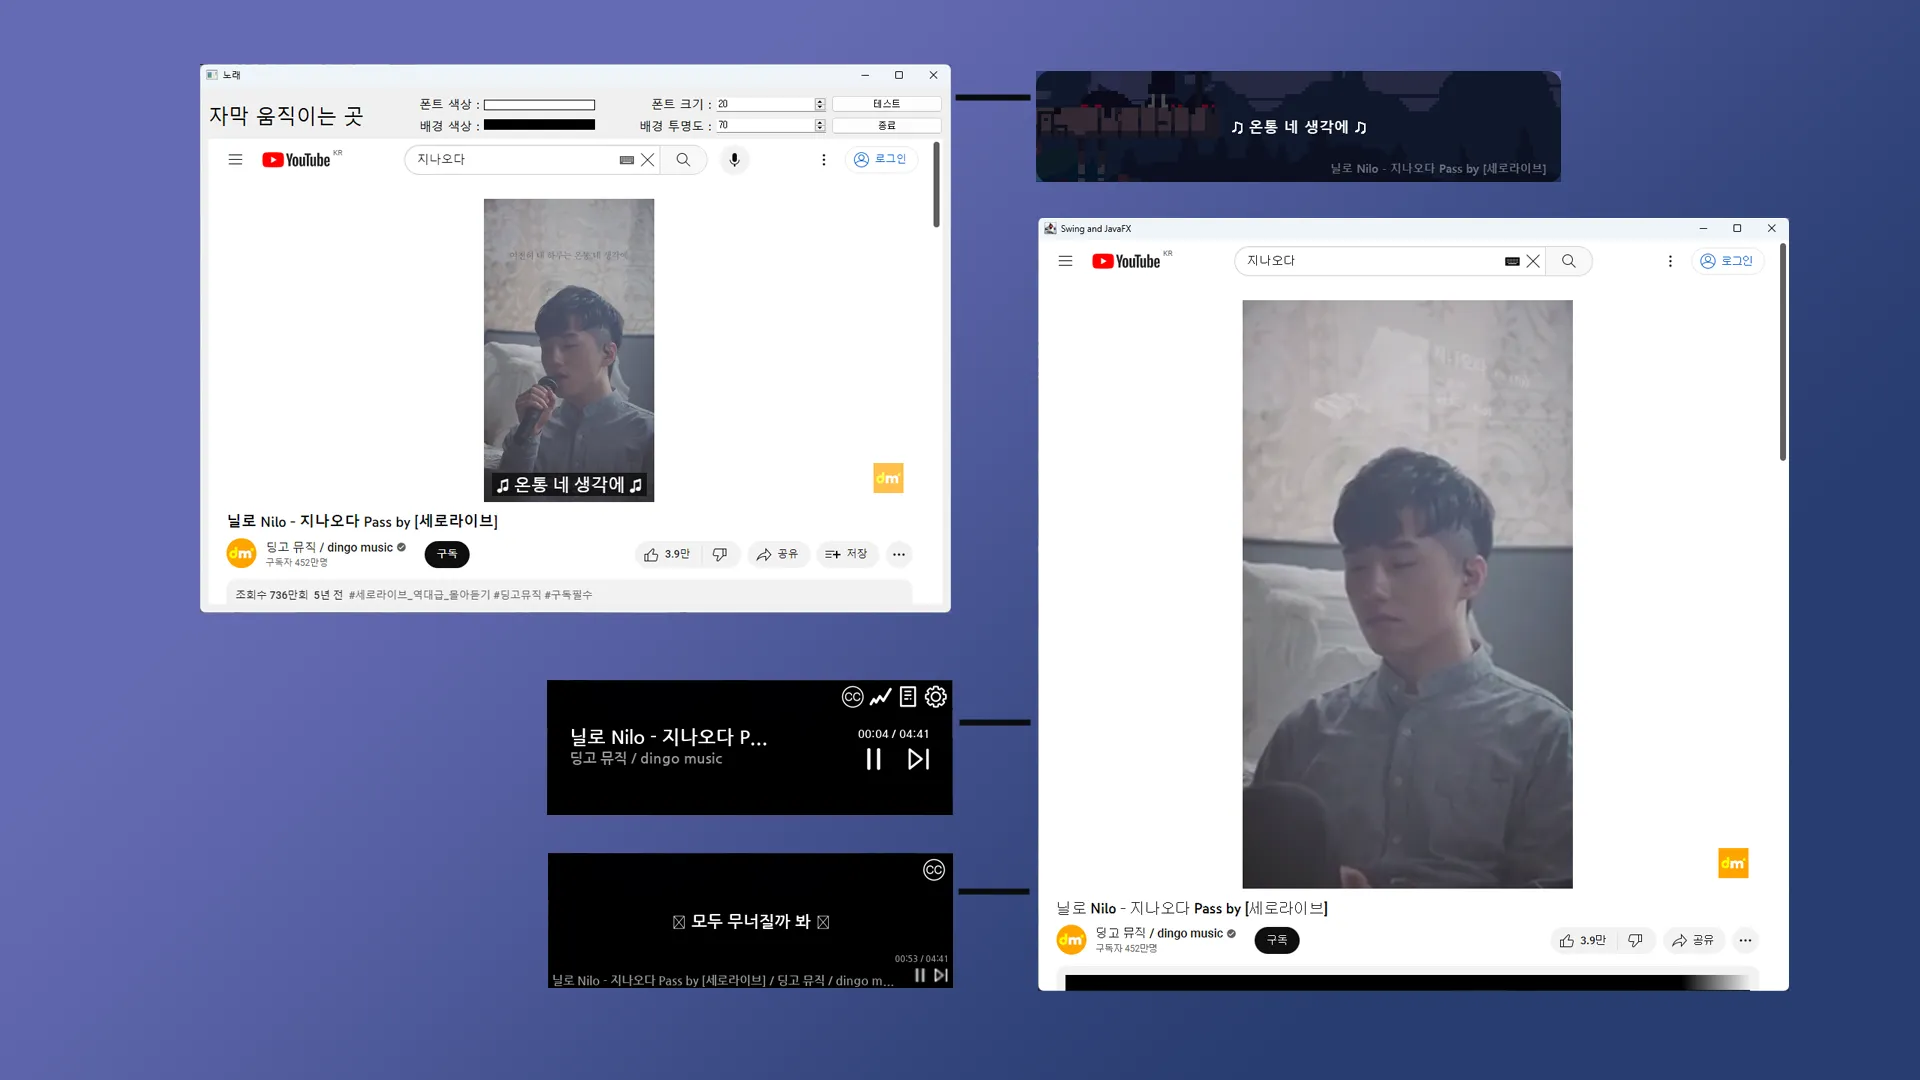 노래
자막 움직이는 곳
폰트 색상 :
폰트 크기 : 20
테스트
배경 색상 :
배경 투명도 : 70
종료
YouTube KR
지나오다
로그인
온통 네 생각에
♫ 온통 네 생각에 ♫
dm
닐로 Nilo - 지나오다 Pass by [세로라이브]
dm
딩고 뮤직 / dingo music
구독자 452만명
구독
3.9만
공유
저장
조회수 736만회 5년 전 #세로라이브_역대급_몰아듣기 #딩고뮤직 #구독필수
♫ 온통 네 생각에 ♫
닐로 Nilo - 지나오다 Pass by [세로라이브]
Swing and JavaFX
YouTube KR
지나오다
로그인
dm
닐로 Nilo - 지나오다 Pass by [세로라이브]
dm
딩고 뮤직 / dingo music
구독자 452만명
구독
3.9만
공유
CC
닐로 Nilo - 지나오다 P...
딩고 뮤직 / dingo music
00:04 / 04:41
CC
모두 무너질까 봐
00:53 / 04:41
닐로 Nilo - 지나오다 Pass by [세로라이브] / 딩고 뮤직 / dingo m...